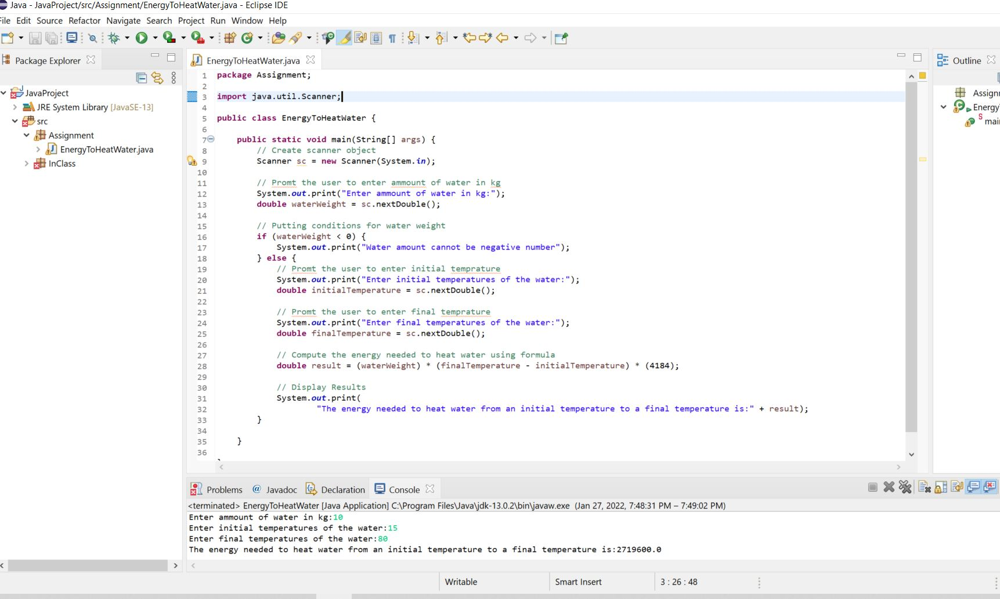 Java - JavaProject/src/Assignment/EnergyToHeatWater.java - Eclipse IDE
File Edit Source Refactor Navigate Search Project Run Window Help
Package Explorer
EnergyToHeatWater.java
Outline
JavaProject
JRE System Library [JavaSE-13]
src
Assignment
EnergyToHeatWater.java
InClass
1 package Assignment;
2
3 import java.util.Scanner;
4
5 public class EnergyToHeatWater {
6
7 public static void main(String[] args) {
8 // Create scanner object
9 Scanner sc = new Scanner(System.in);
10
11 // Promt the user to enter ammount of water in kg
12 System.out.print("Enter ammount of water in kg:");
13 double waterWeight = sc.nextDouble();
14
15 // Putting conditions for water weight
16 if (waterWeight < 0) {
17 System.out.print("Water amount cannot be negative number");
18 } else {
19 // Promt the user to enter initial temprature
20 System.out.print("Enter initial temperatures of the water:");
21 double initialTemperature = sc.nextDouble();
22
23 // Promt the user to enter final temprature
24 System.out.print("Enter final temperatures of the water:");
25 double finalTemperature = sc.nextDouble();
26
27 // Compute the energy needed to heat water using formula
28 double result = (waterWeight) * (finalTemperature - initialTemperature) * (4184);
29
30 // Display Results
31 System.out.print(
32 "The energy needed to heat water from an initial temperature to a final temperature is:" + result);
33 }
34
35 }
36
Assignn
Energy
mai
Problems @ Javadoc Declaration Console
<terminated> EnergyToHeatWater [Java Application] C:\Program Files\Java\jdk-13.0.2\bin\javaw.exe (Jan 27, 2022, 7:48:31 PM – 7:49:02 PM)
Enter ammount of water in kg:10
Enter initial temperatures of the water:15
Enter final temperatures of the water:80
The energy needed to heat water from an initial temperature to a final temperature is:2719600.0
Writable
Smart Insert
3 : 26 : 48